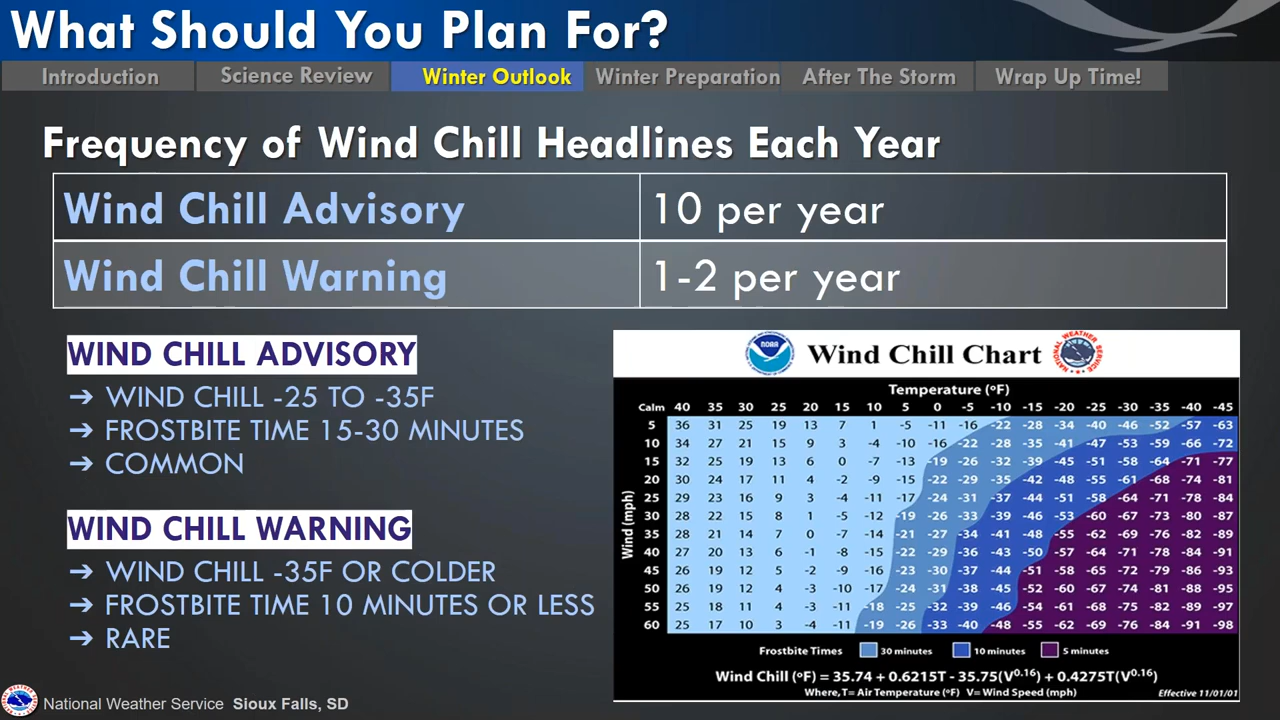 What Should You Plan For?
Introduction
Science Review
Winter Outlook
Winter Preparation
After The Storm
Wrap Up Time!
Frequency of Wind Chill Headlines Each Year
Wind Chill Advisory 10 per year
Wind Chill Warning 1-2 per year
WIND CHILL ADVISORY
➔ WIND CHILL -25 TO -35F
➔ FROSTBITE TIME 15-30 MINUTES
➔ COMMON
WIND CHILL WARNING
➔ WIND CHILL -35F OR COLDER
➔ FROSTBITE TIME 10 MINUTES OR LESS
➔ RARE
NOAA
Wind Chill Chart
Temperature (ºF)
Calm 40 35 30 25 20 15 10 5 0 -5 -10 -15 -20 -25 -30 -35 -40 -45
Wind (mph)
5 36 31 25 19 13 7 1 -5 -11 -16 -22 -28 -34 -40 -46 -52 -57 -63
10 34 27 21 15 9 3 -4 -10 -16 -22 -28 -35 -41 -47 -53 -59 -66 -72
15 32 25 19 13 6 0 -7 -13 -19 -26 -32 -39 -45 -51 -58 -64 -71 -77
20 30 24 17 11 4 -2 -9 -15 -22 -29 -35 -42 -48 -55 -61 -68 -74 -81
25 29 23 16 9 3 -4 -11 -17 -24 -31 -37 -44 -51 -58 -64 -71 -78 -84
30 28 22 15 8 1 -5 -12 -19 -26 -33 -39 -46 -53 -60 -67 -73 -80 -87
35 28 21 14 7 0 -7 -14 -21 -27 -34 -41 -48 -55 -62 -69 -76 -82 -89
40 27 20 13 6 -1 -8 -15 -22 -29 -36 -43 -50 -57 -64 -71 -78 -84 -91
45 26 19 12 5 -2 -9 -16 -23 -30 -37 -44 -51 -58 -65 -72 -79 -86 -93
50 26 19 12 4 -3 -10 -17 -24 -31 -38 -45 -52 -60 -67 -74 -81 -88 -95
55 25 18 11 4 -3 -11 -18 -25 -32 -39 -46 -54 -61 -68 -75 -82 -89 -97
60 25 17 10 3 -4 -11 -19 -26 -33 -40 -48 -55 -62 -69 -76 -84 -91 -98
Frostbite Times 30 minutes 10 minutes 5 minutes
Wind Chill (ºF) = 35.74 + 0.6215T - 35.75(V0.16) + 0.4275T(V0.16)
Where, T= Air Temperature (ºF) V= Wind Speed (mph)
Effective 11/01/01
National Weather Service Sioux Falls, SD